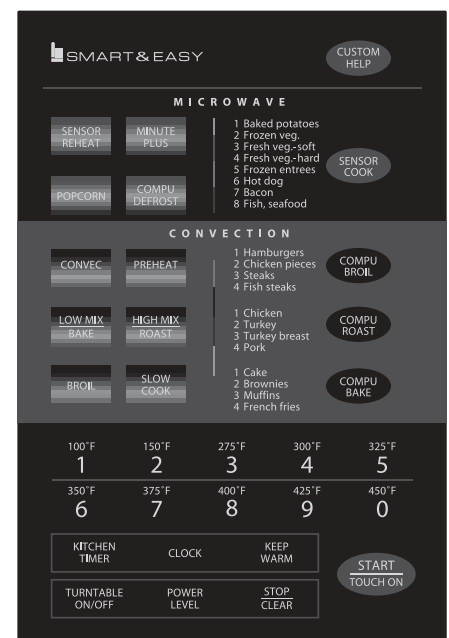 SMART & EASY
CUSTOM
HELP
MICROWAVE
SENSOR
REHEAT
MINUTE
PLUS
POPCORN
COMPU
DEFROST
1 Baked potatoes
2 Frozen veg.
3 Fresh veg.-soft
4 Fresh veg.-hard
5 Frozen entrees
6 Hot dog
7 Bacon
8 Fish, seafood
SENSOR
COOK
CONVECTION
CONVEC
PREHEAT
1 Hamburgers
2 Chicken pieces
3 Steaks
4 Fish steaks
COMPU
BROIL
LOW MIX
BAKE
HIGH MIX
ROAST
1 Chicken
2 Turkey
3 Turkey breast
4 Pork
COMPU
ROAST
BROIL
SLOW
COOK
1 Cake
2 Brownies
3 Muffins
4 French fries
COMPU
BAKE
100°F 150°F 275°F 300°F 325°F
1 2 3 4 5
350°F 375°F 400°F 425°F 450°F
6 7 8 9 0
KITCHEN
TIMER
CLOCK
KEEP
WARM
TURNTABLE
ON/OFF
POWER
LEVEL
STOP
CLEAR
START
TOUCH ON